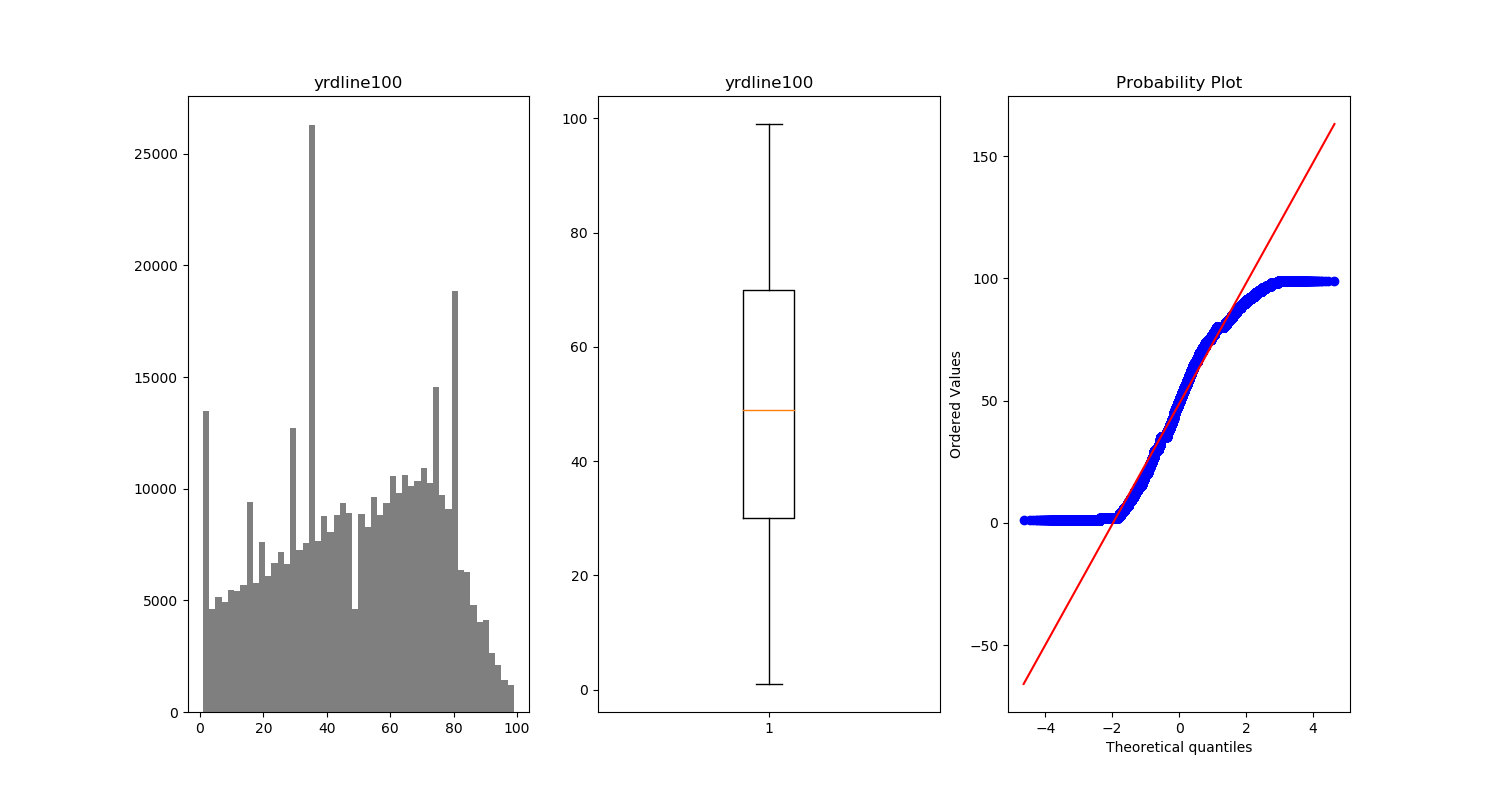 yrdline100
25000
20000
15000
10000
5000
0
0 20 40 60 80 100
yrdline100
100
80
60
40
20
0
1
Probability Plot
Ordered Values
150
100
50
0
−50
−4 −2 0 2 4
Theoretical quantiles